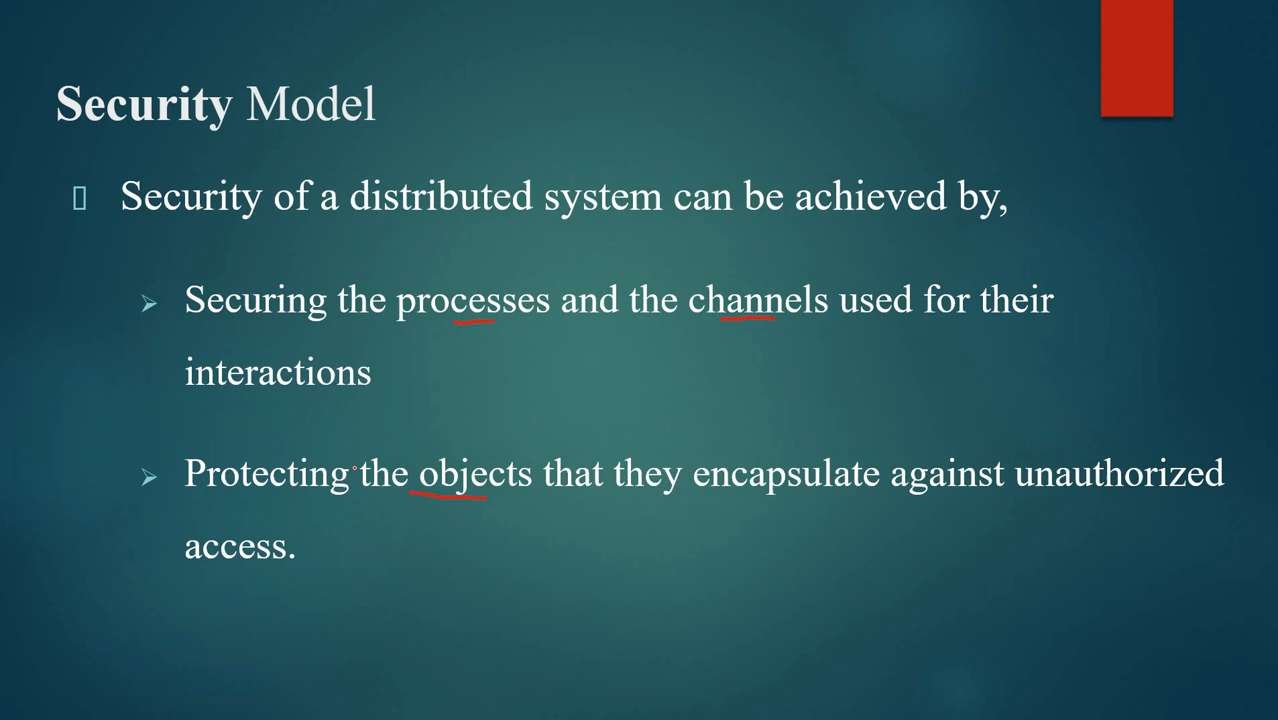 Security Model
Security of a distributed system can be achieved by,
Securing the processes and the channels used for their
interactions
Protecting the objects that they encapsulate against unauthorized
access.